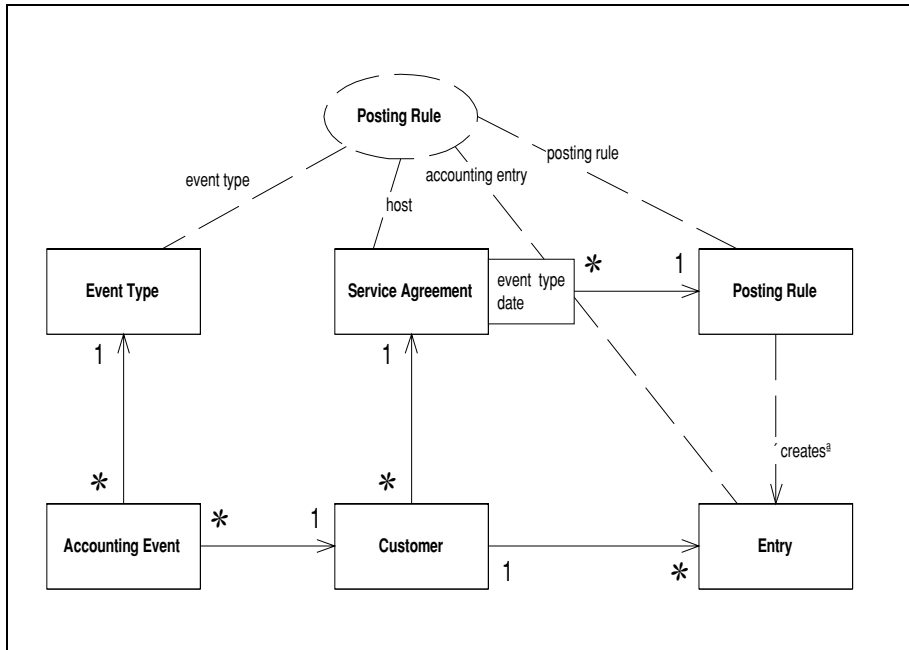 Posting Rule
event type
host
accounting entry
posting rule
Event Type
Service Agreement
event type
date
*
1
Posting Rule
1
1
createsª
*
*
*
1
Accounting Event
Customer
1
*
Entry